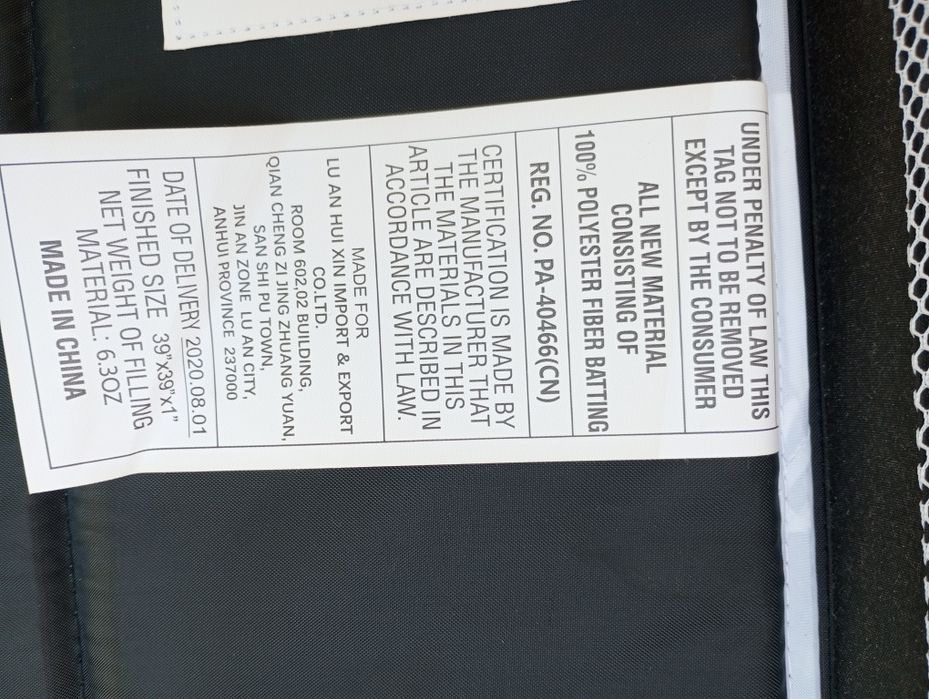 UNDER PENALTY OF LAW THIS
TAG NOT TO BE REMOVED
EXCEPT BY THE CONSUMER
ALL NEW MATERIAL
CONSISTING OF
100% POLYESTER FIBER BATTING
REG. NO. PA-40466(CN)
CERTIFICATION IS MADE BY
THE MANUFACTURER THAT
THE MATERIALS IN THIS
ARTICLE ARE DESCRIBED IN
ACCORDANCE WITH LAW.
MADE FOR
LU AN HUI XIN IMPORT & EXPORT
CO.,LTD.
ROOM 602,02 BUILDING,
QIAN CHENG ZI JING ZHUANG YUAN,
SAN SHI PU TOWN,
JIN AN ZONE LU AN CITY,
ANHUI PROVINCE 237000
DATE OF DELIVERY 2020.08.01
FINISHED SIZE 39"x39"x1"
NET WEIGHT OF FILLING
MATERIAL: 6.3OZ
MADE IN CHINA